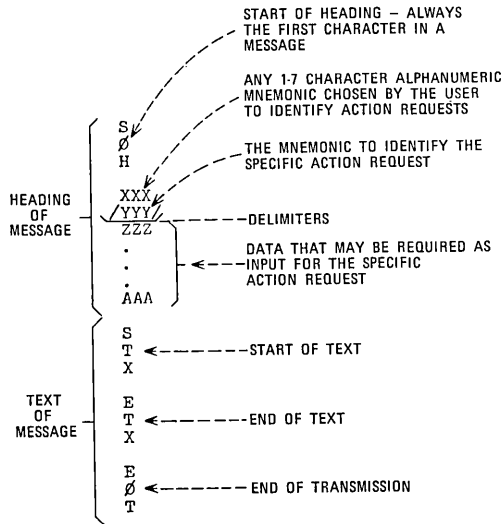 START OF HEADING – ALWAYS
THE FIRST CHARACTER IN A
MESSAGE
ANY 1-7 CHARACTER ALPHANUMERIC
MNEMONIC CHOSEN BY THE USER
TO IDENTIFY ACTION REQUESTS
S
Ø
H
THE MNEMONIC TO IDENTIFY THE
SPECIFIC ACTION REQUEST
HEADING
OF
MESSAGE
XXX
/YYY/
DELIMITERS
ZZZ
.
.
.
AAA
DATA THAT MAY BE REQUIRED AS
INPUT FOR THE SPECIFIC
ACTION REQUEST
S
T
X
START OF TEXT
TEXT
OF
MESSAGE
E
T
X
END OF TEXT
E
Ø
T
END OF TRANSMISSION